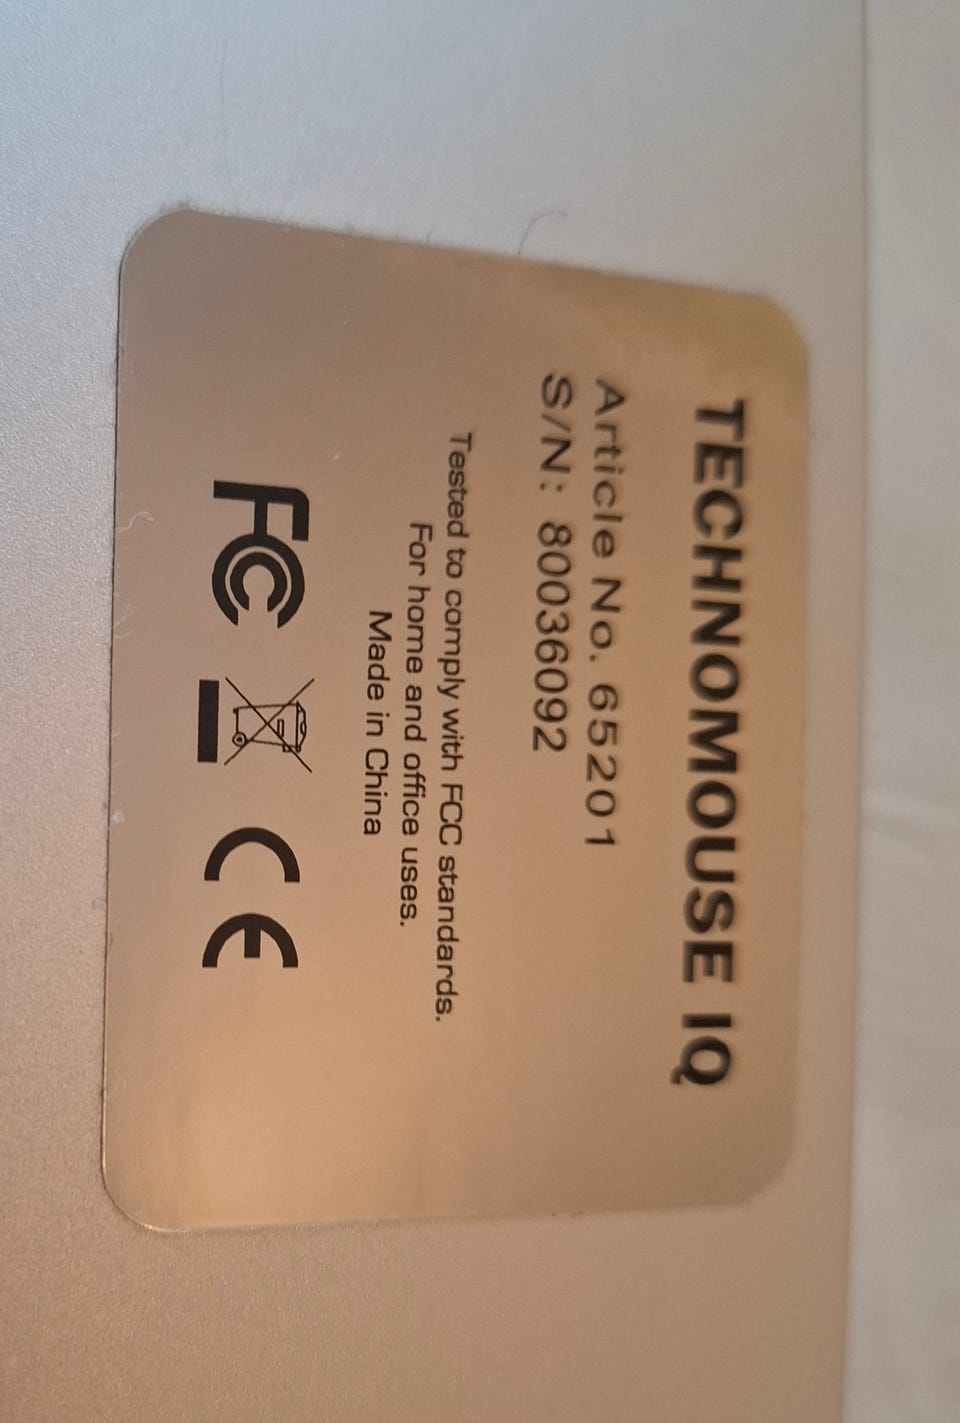 TECHNOMOUSE IQ
Article No. 65201
S/N: 80036092
Tested to comply with FCC standards.
For home and office uses.
Made in China
FC CE